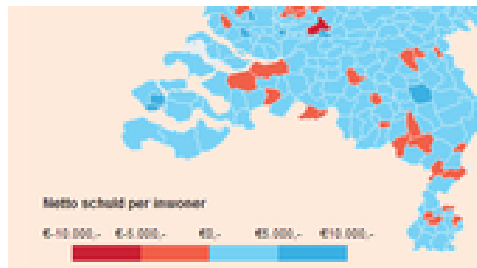 Netto schuld per inwoner
€-10.000,- €-5.000,- €0,- €5.000,- €10.000,-